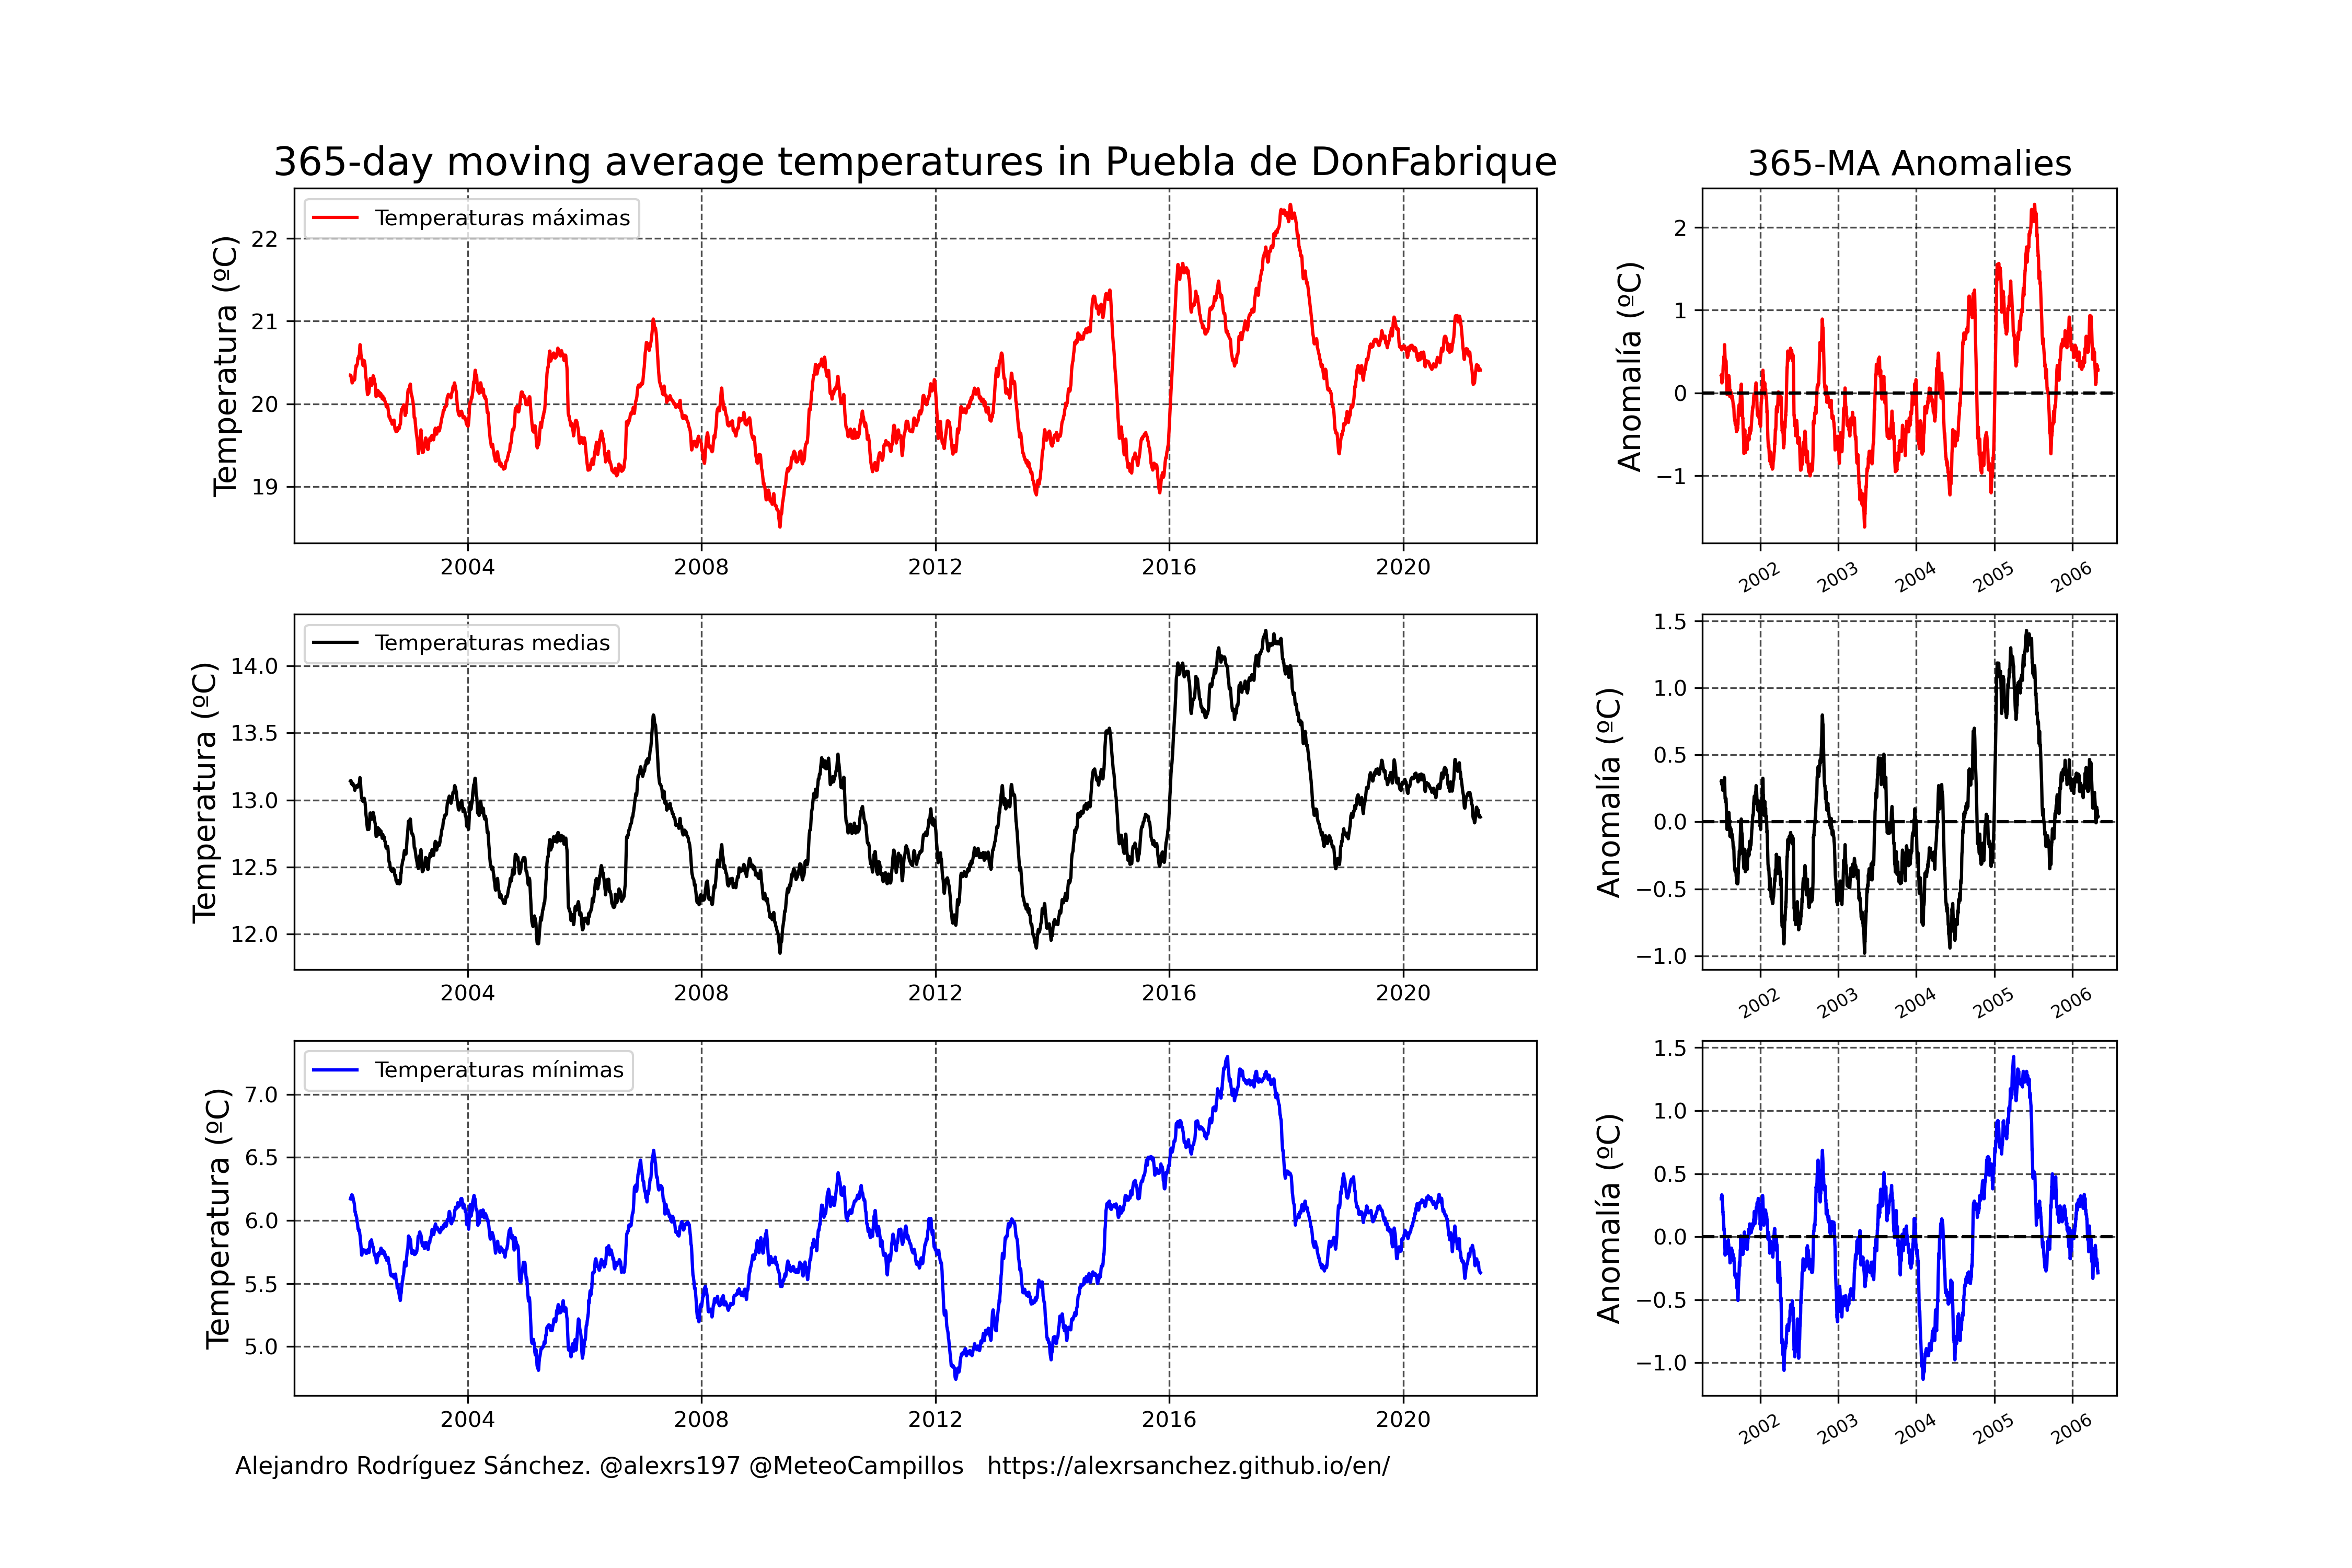 365-day moving average temperatures in Puebla de DonFabrique
365-MA Anomalies
Temperaturas máximas
Temperatura (ºC)
22
21
20
19
2004 2008 2012 2016 2020
Anomalía (ºC)
2
1
0
−1
2002 2003 2004 2005 2006
Temperaturas medias
Temperatura (ºC)
14.0
13.5
13.0
12.5
12.0
2004 2008 2012 2016 2020
Anomalía (ºC)
1.5
1.0
0.5
0.0
−0.5
−1.0
2002 2003 2004 2005 2006
Temperaturas mínimas
Temperatura (ºC)
7.0
6.5
6.0
5.5
5.0
2004 2008 2012 2016 2020
Anomalía (ºC)
1.5
1.0
0.5
0.0
−0.5
−1.0
2002 2003 2004 2005 2006
Alejandro Rodríguez Sánchez. @alexrs197 @MeteoCampillos https://alexrsanchez.github.io/en/